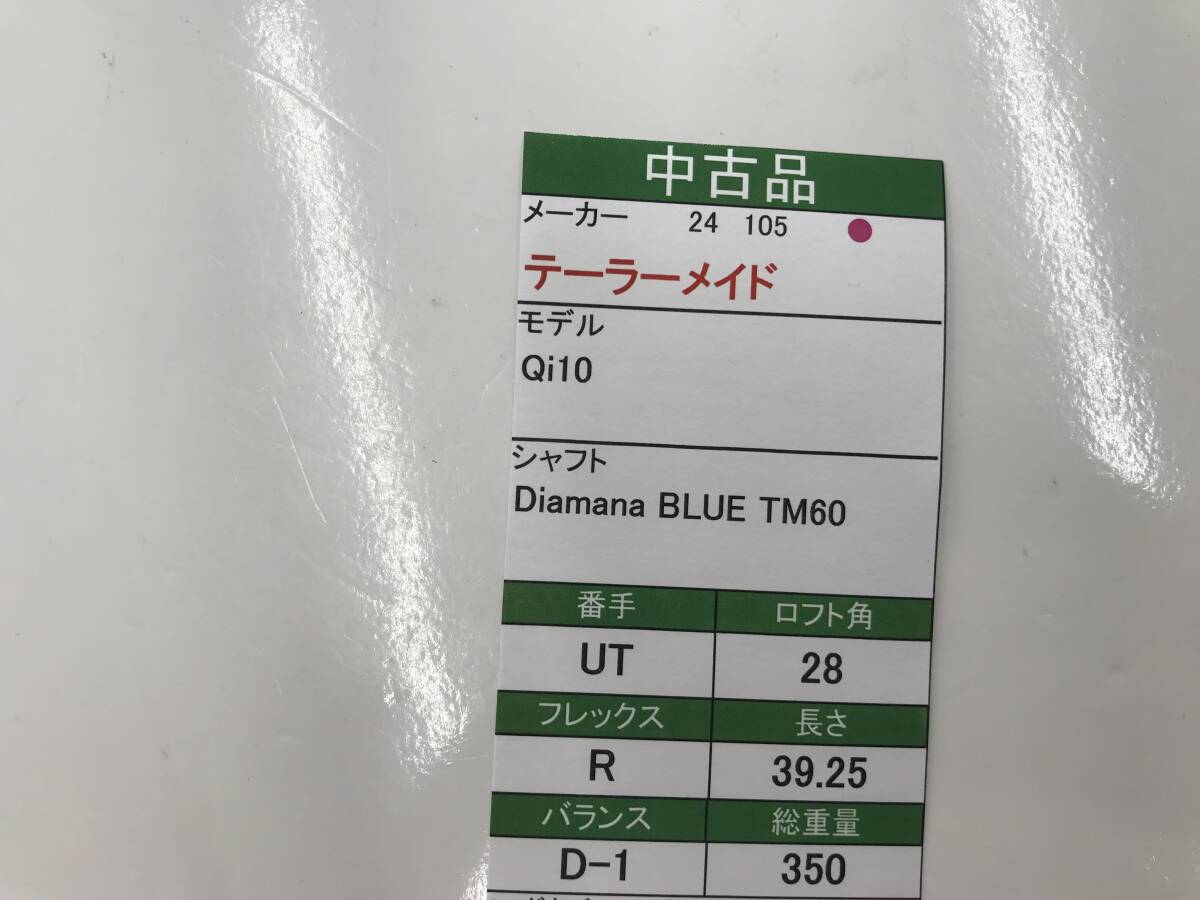 中古品
メーカー 24 105
テーラーメイド
モデル
Qi10
シャフト
Diamana BLUE TM60
番手 ロフト角
UT 28
フレックス 長さ
R 39.25
バランス 総重量
D-1 350